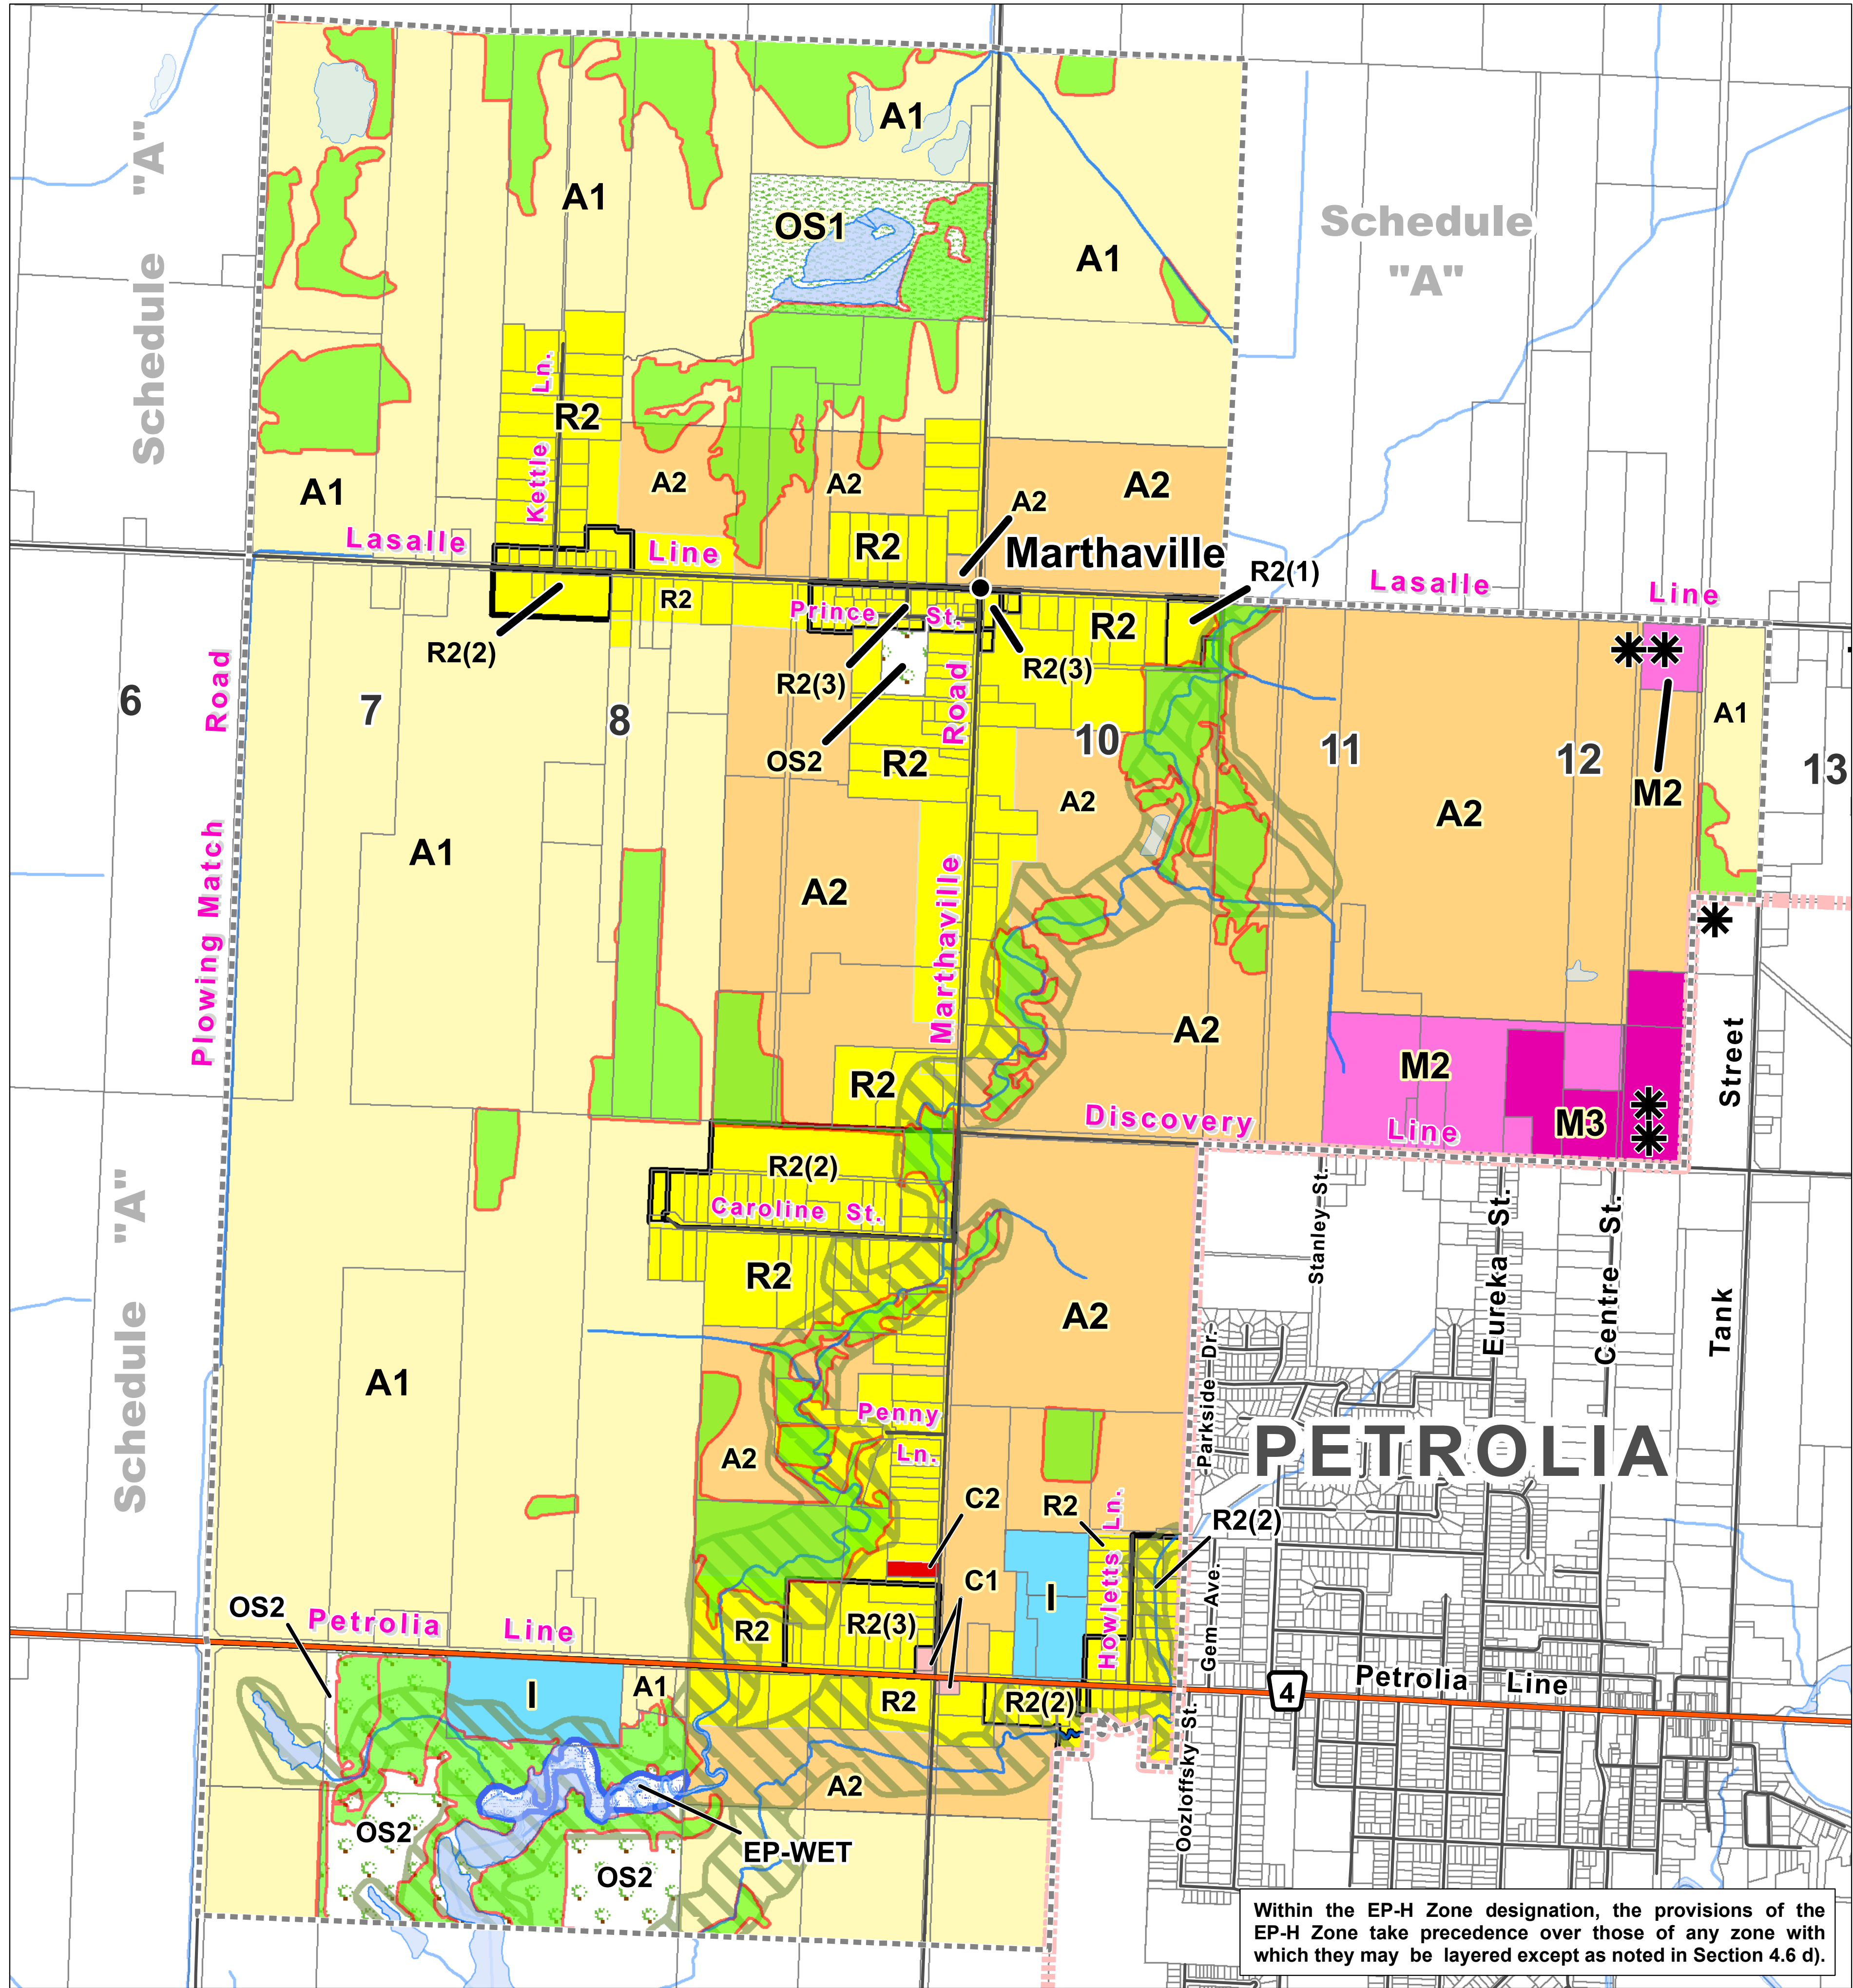 A1
A1
Schedule "A"
OS1
Schedule
"A"
A1
Kettle Ln.
R2
A1
A2
A2
A2
A2
Lasalle Line
R2
Marthaville
R2(1)
Lasalle Line
R2
Prince St.
R2
R2(2)
R2(3)
R2(3)
OS2
6
7
8
10
11
12
13
Plowing Match Road
Marthaville Road
R2
A2
A1
M2
A2
A1
A2
A2
R2
Discovery Line
M2
M3
Street
Tank
R2(2)
Caroline St.
R2
A2
Schedule "A"
A1
Stanley St.
Eureka St.
Centre St.
Parkside Dr.
PETROLIA
Penny
Ln.
A2
C2
R2
Howletts Ln.
R2(2)
C1
I
Gem Ave.
OS2
Petrolia Line
R2
R2(3)
I
A1
R2
R2(2)
4
Petrolia Line
Oozloffsky St.
A2
OS2
EP-WET
OS2
Within the EP-H Zone designation, the provisions of the
EP-H Zone take precedence over those of any zone with
which they may be layered except as noted in Section 4.6 d).